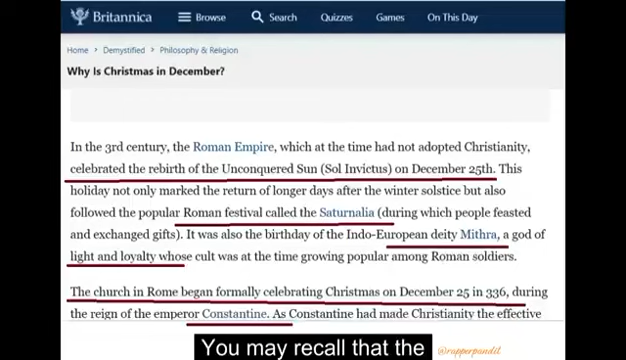 Britannica
Browse
Search
Quizzes
Games
On This Day
Home > Demystified > Philosophy & Religion
Why Is Christmas in December?
In the 3rd century, the Roman Empire, which at the time had not adopted Christianity,
celebrated the rebirth of the Unconquered Sun (Sol Invictus) on December 25th. This
holiday not only marked the return of longer days after the winter solstice but also
followed the popular Roman festival called the Saturnalia (during which people feasted
and exchanged gifts). It was also the birthday of the Indo-European deity Mithra, a god of
light and loyalty whose cult was at the time growing popular among Roman soldiers.
The church in Rome began formally celebrating Christmas on December 25 in 336, during
the reign of the emperor Constantine. As Constantine had made Christianity the effective
You may recall that the
@rupperpandit